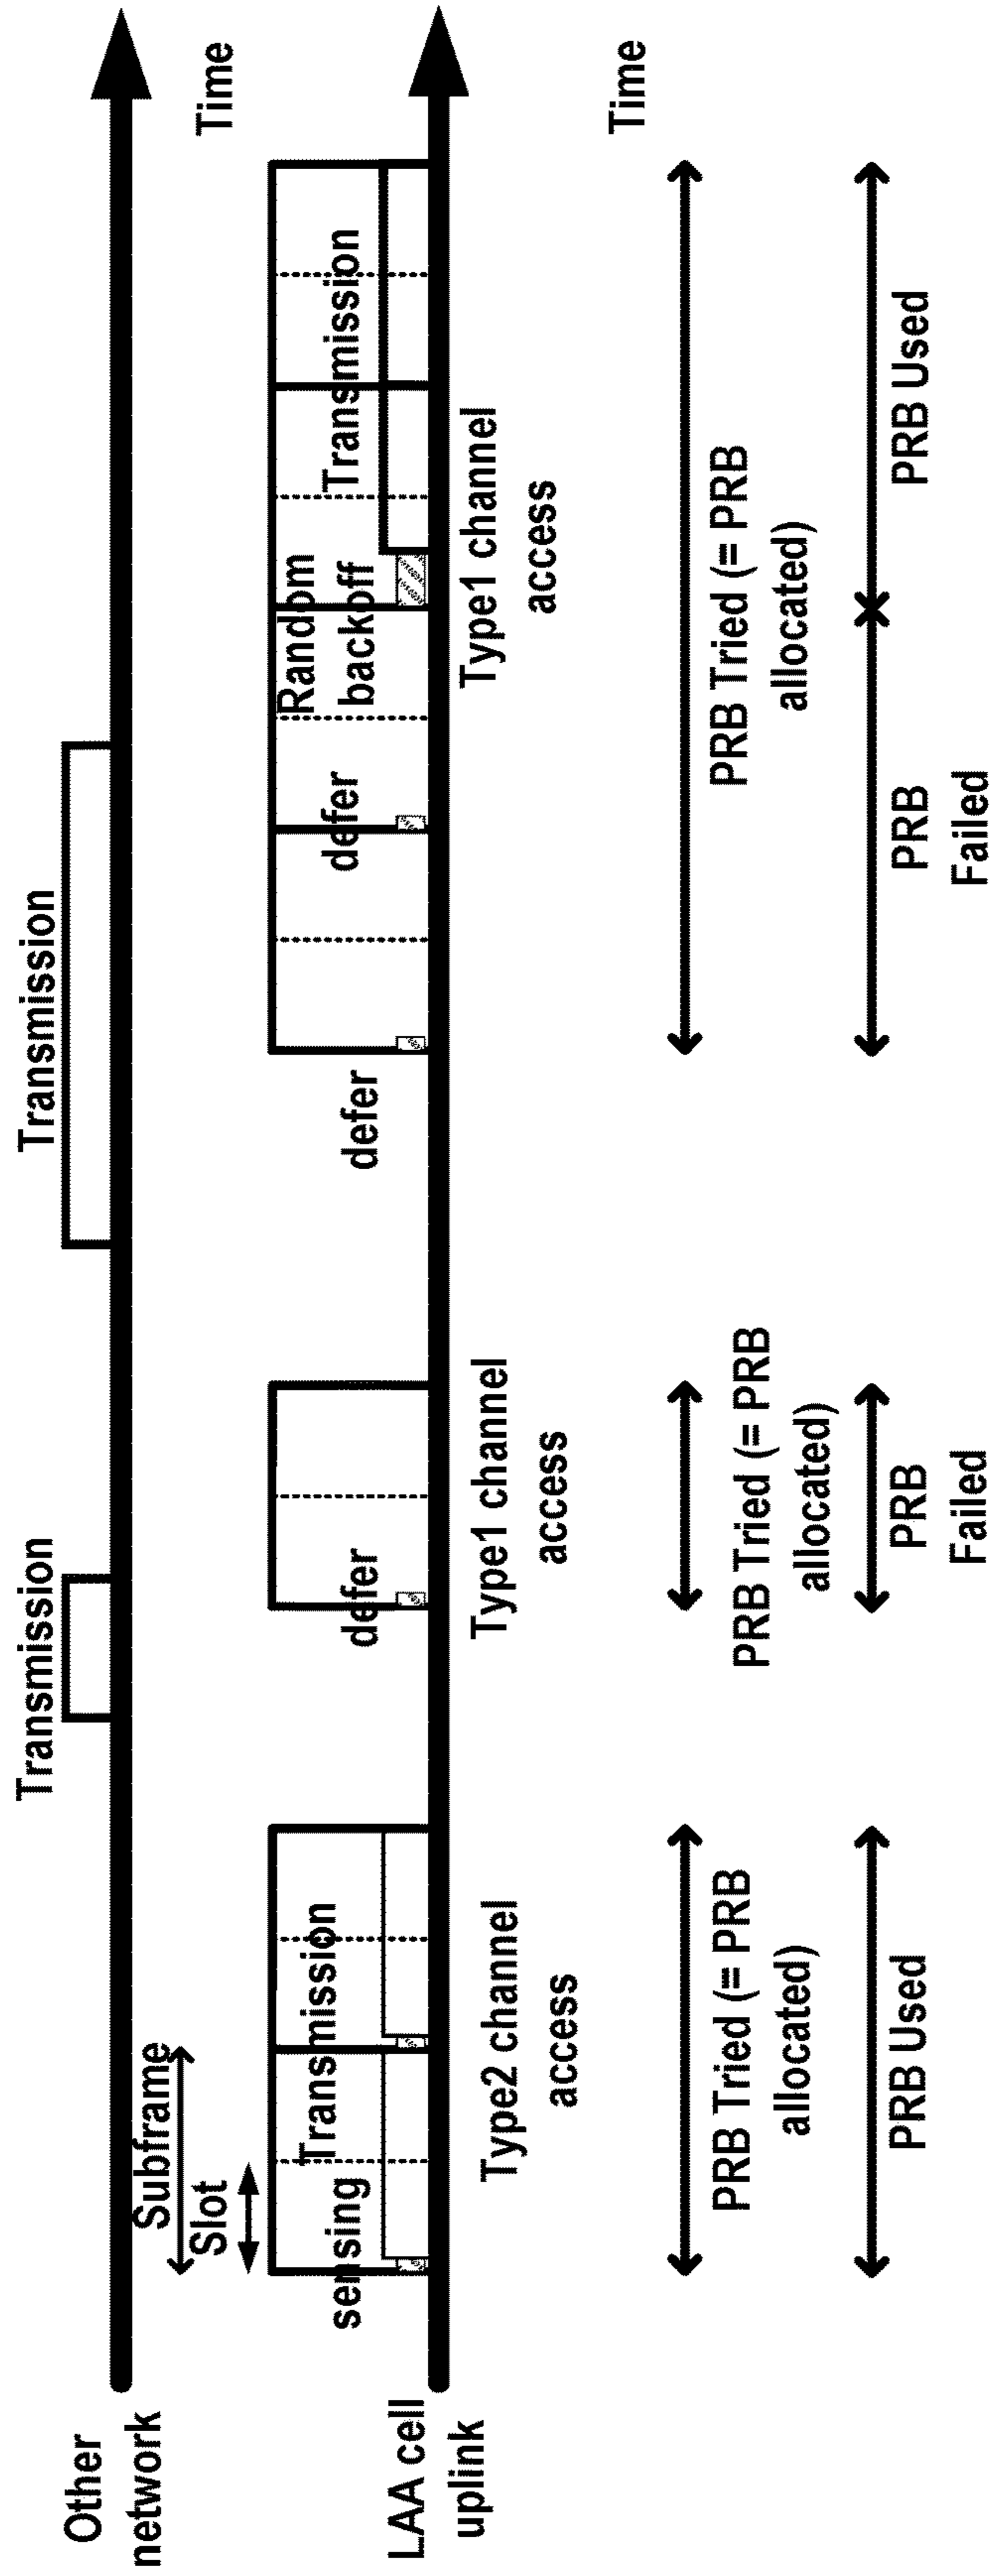 Other
network
Transmission
Transmission
Time
Subframe
Slot
LAA cell
uplink
sensing
Transmission
defer
defer
defer
Random
backoff
Transmission
Time
Type2 channel
access
Type1 channel
access
Type1 channel
access
PRB Tried (= PRB
allocated)
PRB Tried (= PRB
allocated)
PRB Tried (= PRB
allocated)
PRB Used
PRB
Failed
PRB
Failed
PRB Used